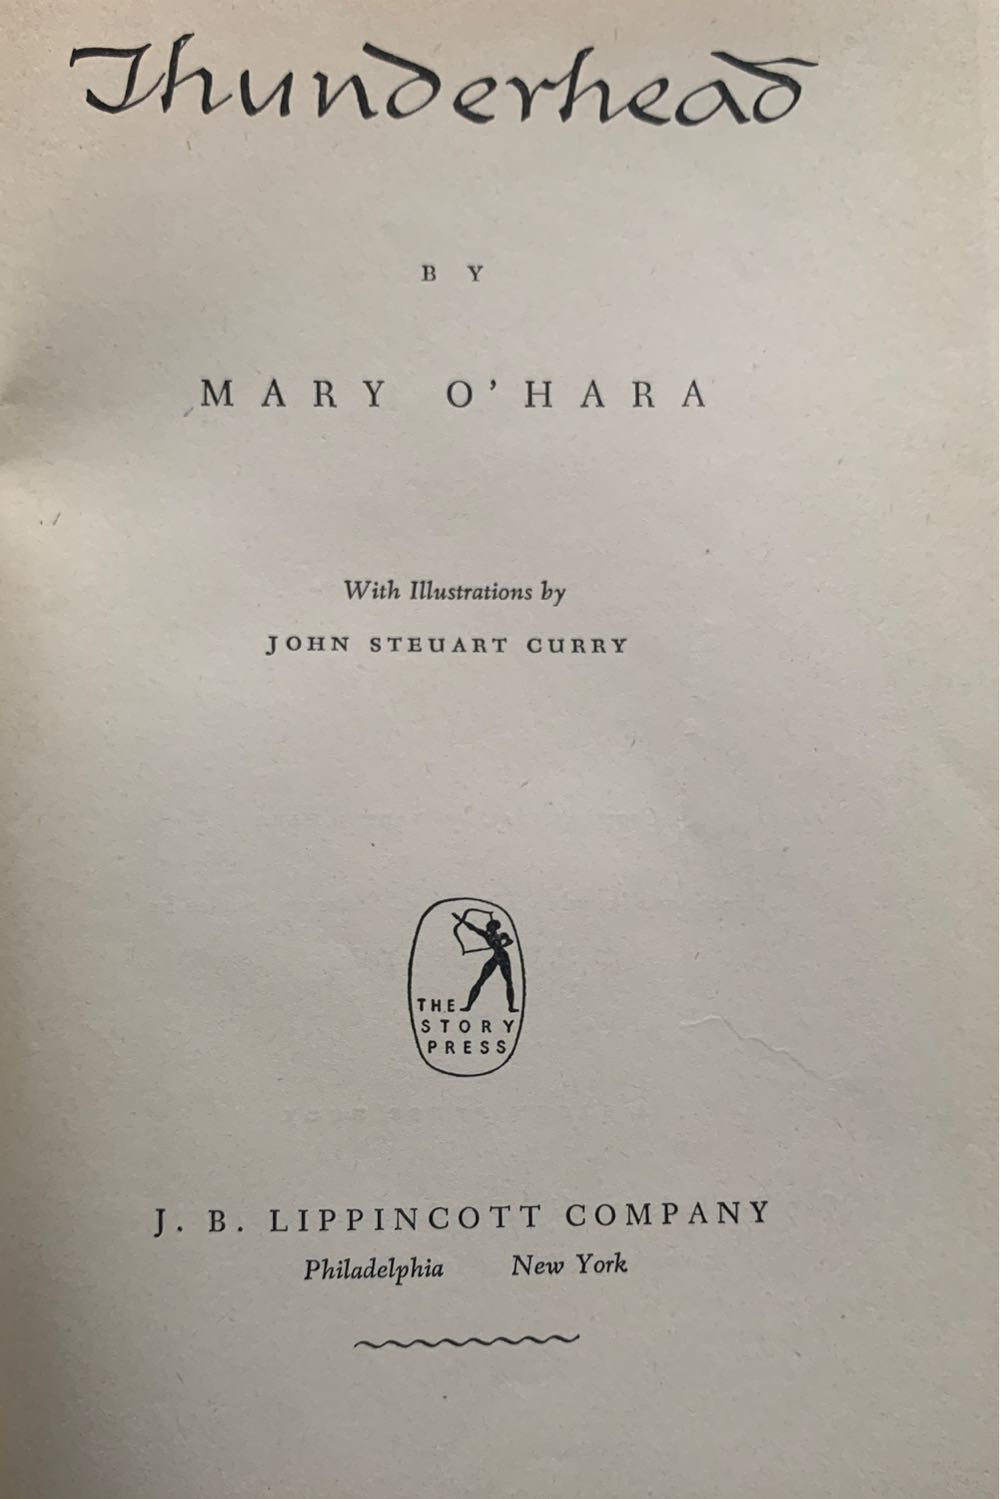 Thunderhead
BY
MARY O'HARA
With Illustrations by
JOHN STEUART CURRY
THE
STORY
PRESS
J. B. LIPPINCOTT COMPANY
Philadelphia New York